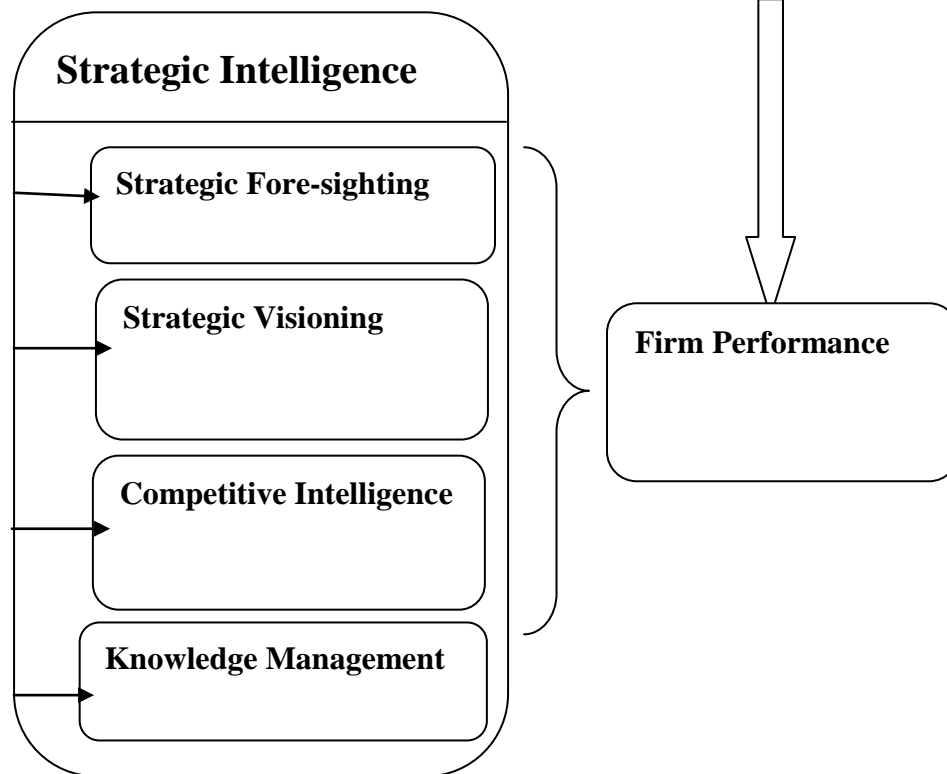 Strategic Intelligence
Strategic Fore-sighting
Strategic Visioning
Competitive Intelligence
Knowledge Management
Firm Performance